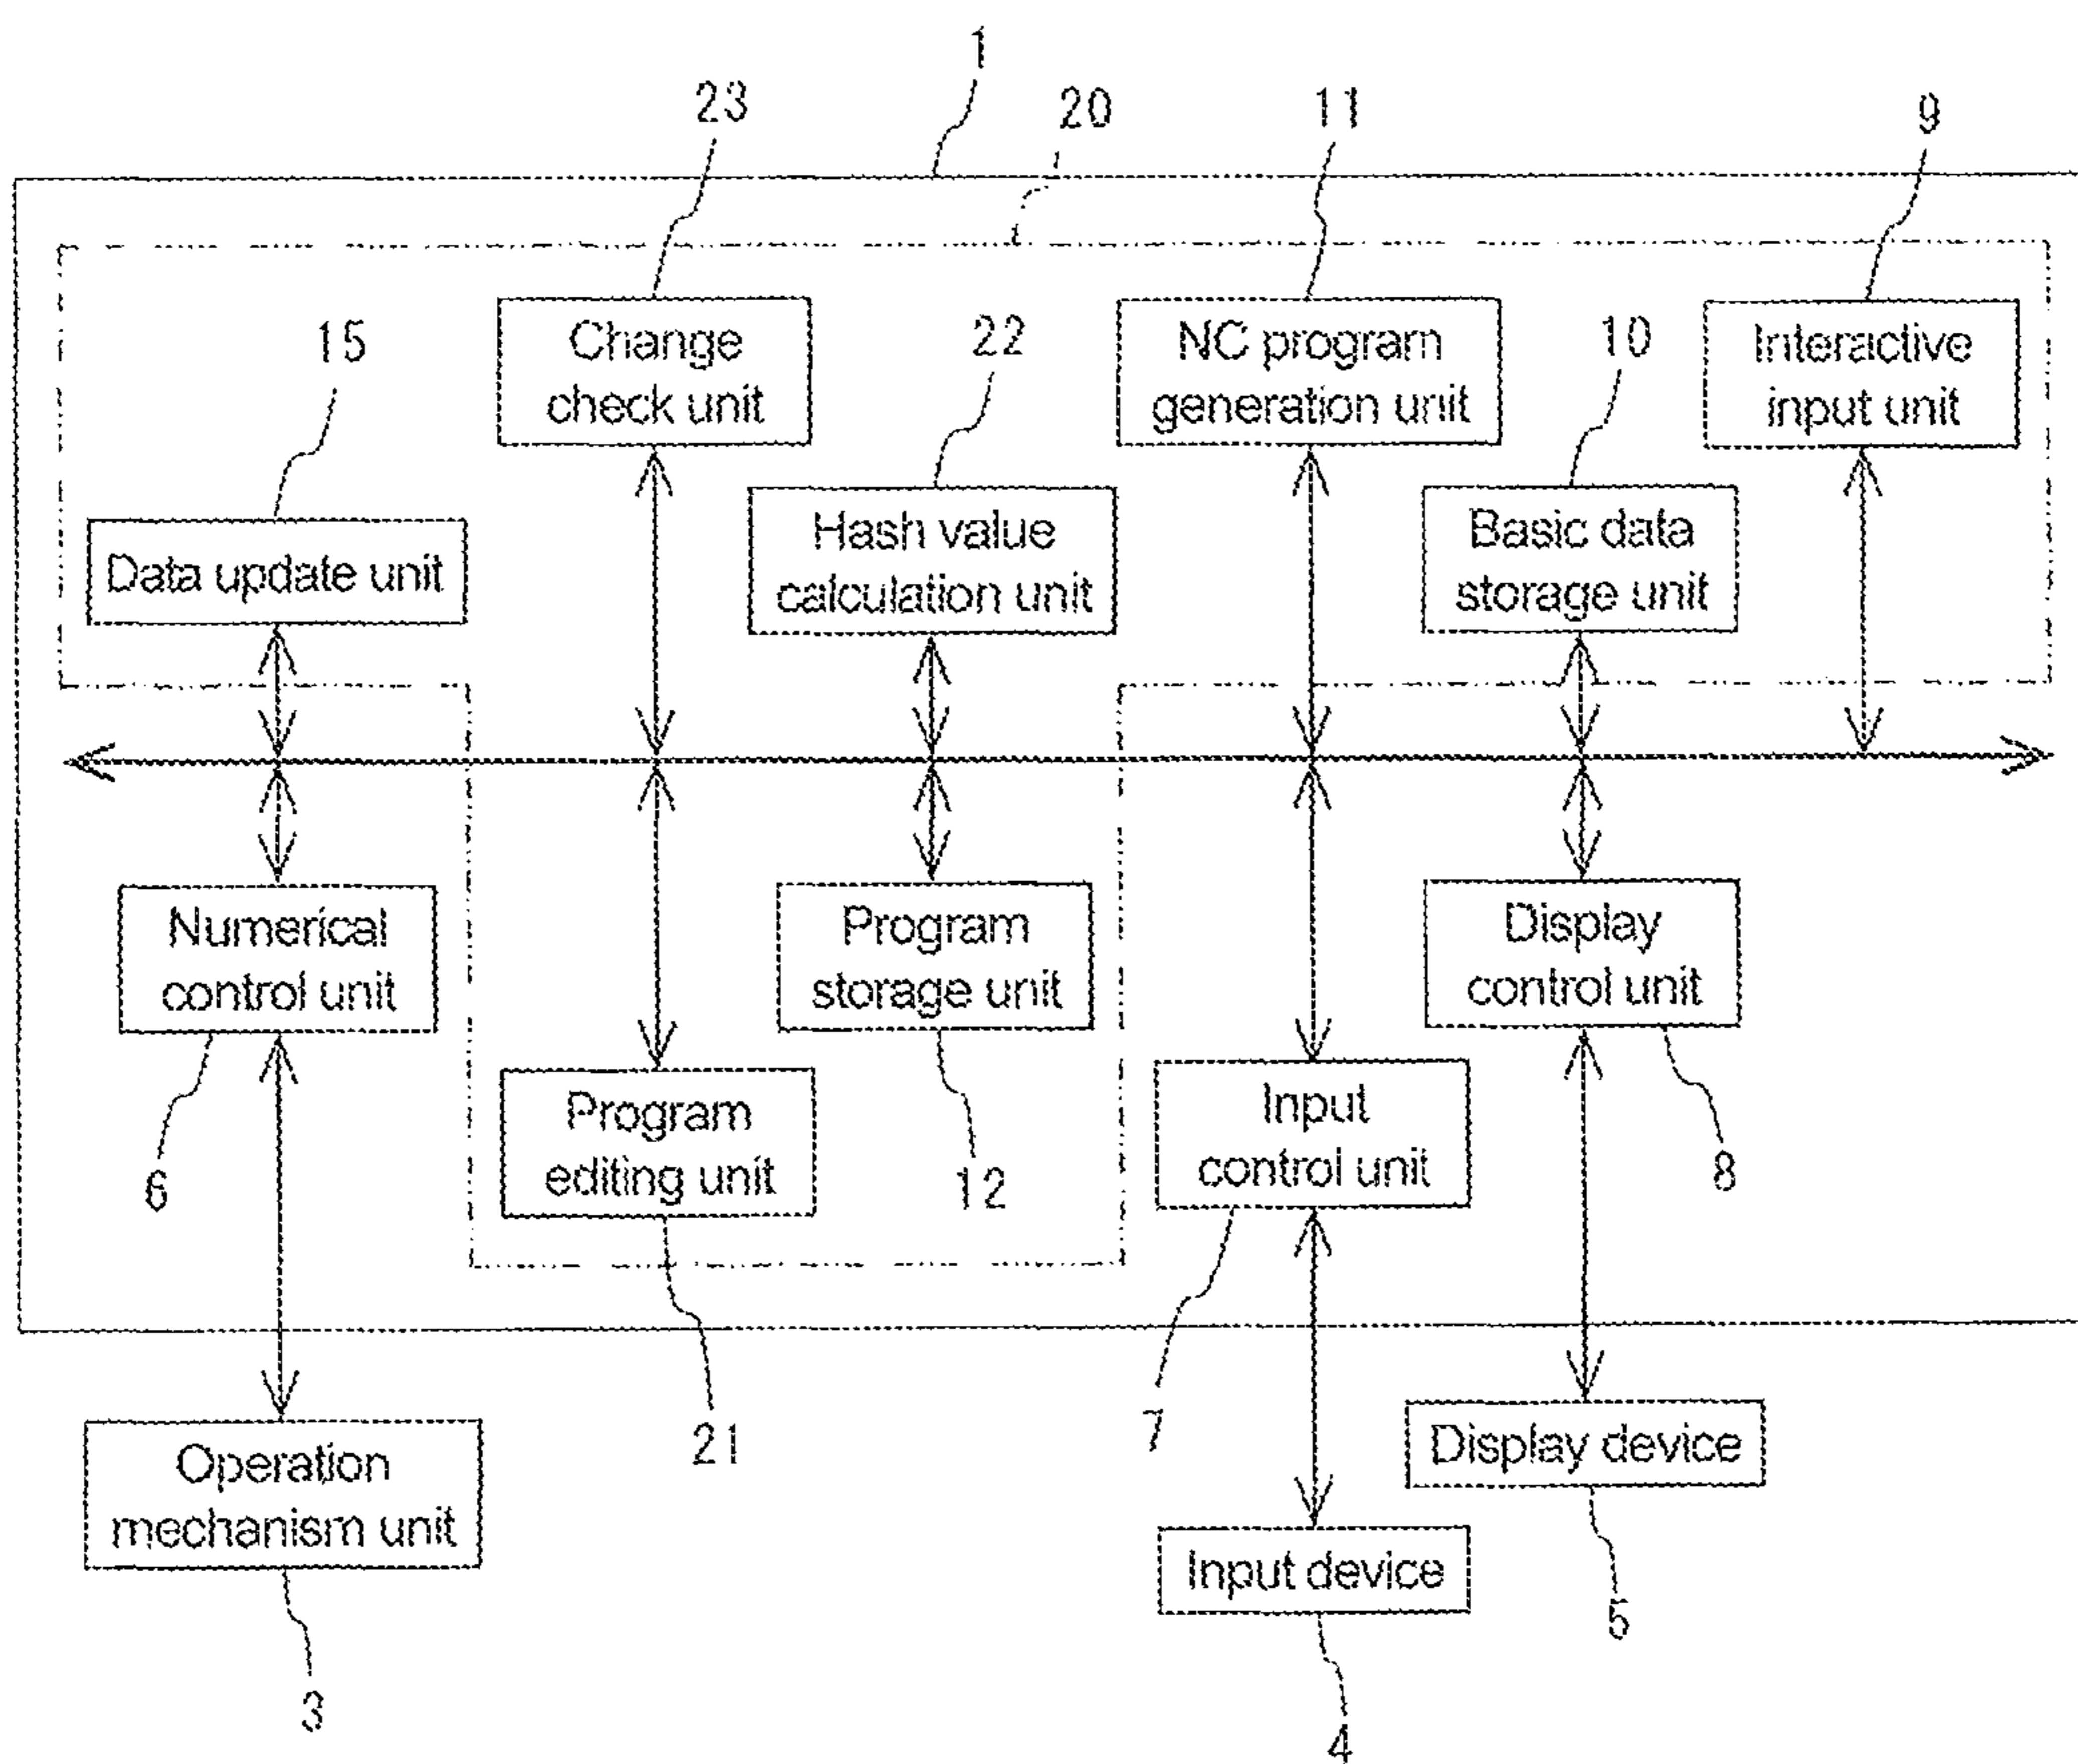 1
23
20
11
9
15
Change
check unit
22
NC program
generation unit
10
Interactive
input unit
Data update unit
Hash value
calculation unit
Basic data
storage unit
Numerical
control unit
Program
storage unit
Display
control unit
6
Program
editing unit
12
Input
control unit
8
21
7
Operation
mechanism unit
Display device
Input device
5
3
4